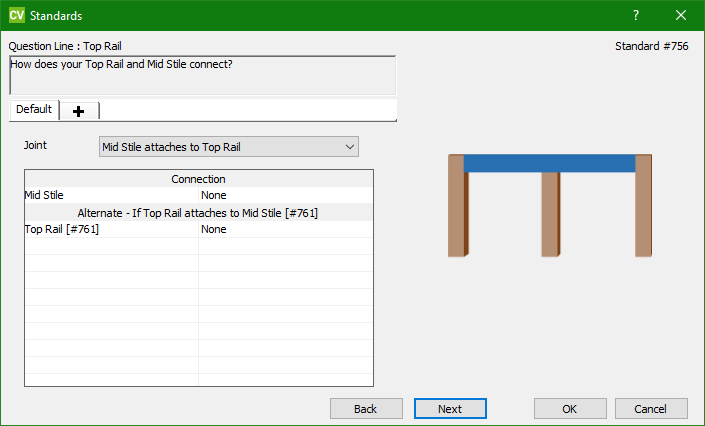 CV Standards ?
Question Line : Top Rail
Standard #756
How does your Top Rail and Mid Stile connect?
Default
Joint Mid Stile attaches to Top Rail
Connection
Mid Stile None
Alternate - If Top Rail attaches to Mid Stile [#761]
Top Rail [#761] None
Back Next OK Cancel